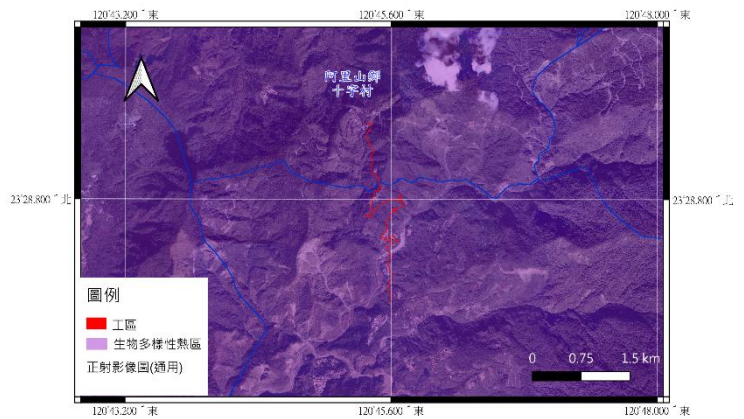 120˚43.200 ˝ 東
120˚45.600 ˝ 東
120˚48.000 ˝ 東
阿里山鄉
十字村
23˚28.800 ˝ 北
23˚28.800 ˝ 北
圖例
工區
生物多樣性熱區
正射影像圖(通用)
0 0.75 1.5 km
120˚43.200 ˝ 東
120˚45.600 ˝ 東
120˚48.000 ˝ 東